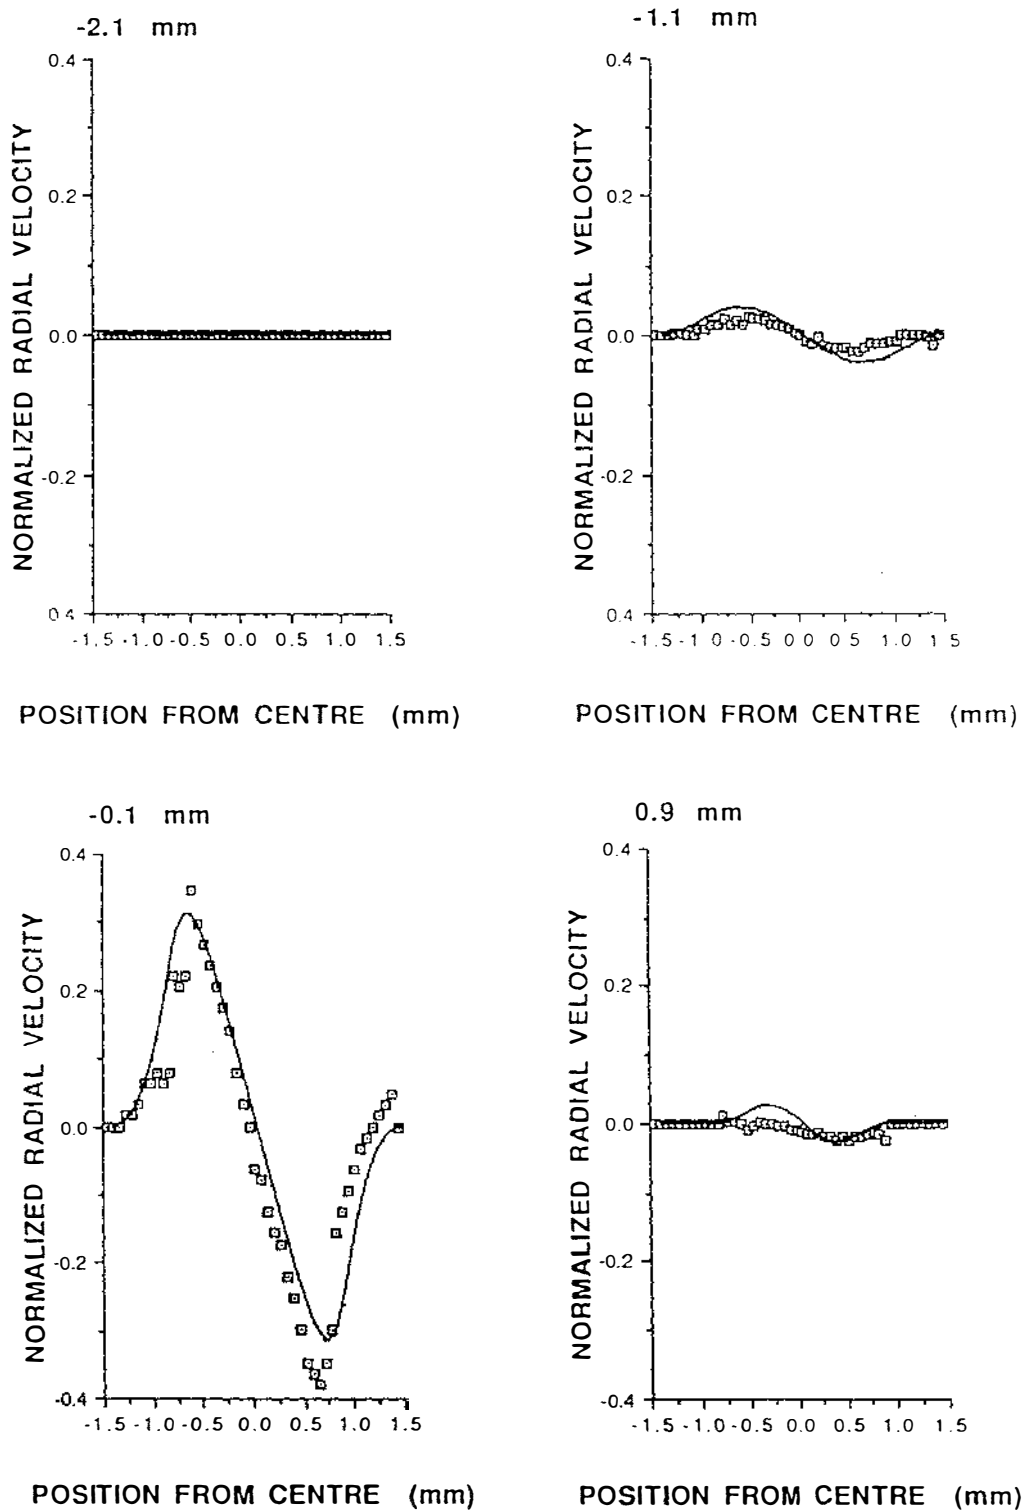 -2.1 mm
0.4
0.2
0.0
-0.2
0.4
-1.5 -1.0 -0.5 0.0 0.5 1.0 1.5
NORMALIZED RADIAL VELOCITY
POSITION FROM CENTRE (mm)
-1.1 mm
0.4
0.2
0.0
-0.2
0.4
-1.5 -1 0 -0.5 0 0 0.5 1.0 1 5
NORMALIZED RADIAL VELOCITY
POSITION FROM CENTRE (mm)
-0.1 mm
0.4
0.2
0.0
-0.2
-0.4
-1.5 -1.0 -0.5 0.0 0.5 1.0 1.5
NORMALIZED RADIAL VELOCITY
POSITION FROM CENTRE (mm)
0.9 mm
0.4
0.2
0.0
-0.2
-0.4
-1.5 -1.0 -0.5 0.0 0.5 1.0 1.5
NORMALIZED RADIAL VELOCITY
POSITION FROM CENTRE (mm)